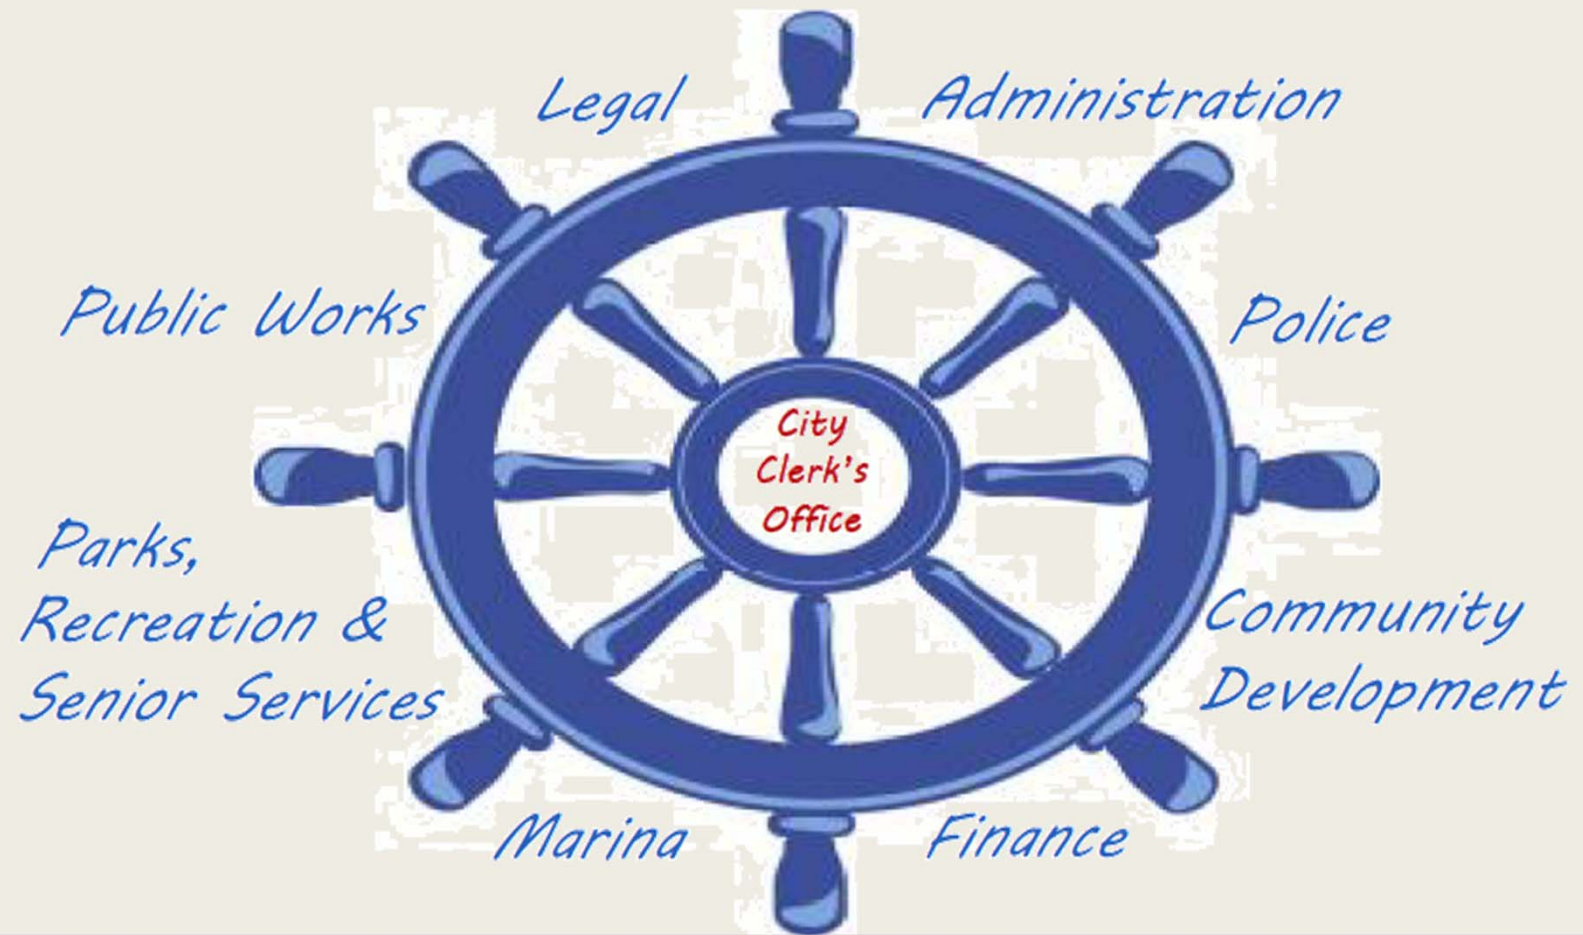 Legal
Administration
Public Works
Police
City
Clerk's
Office
Parks,
Recreation &
Senior Services
Community
Development
Marina
Finance